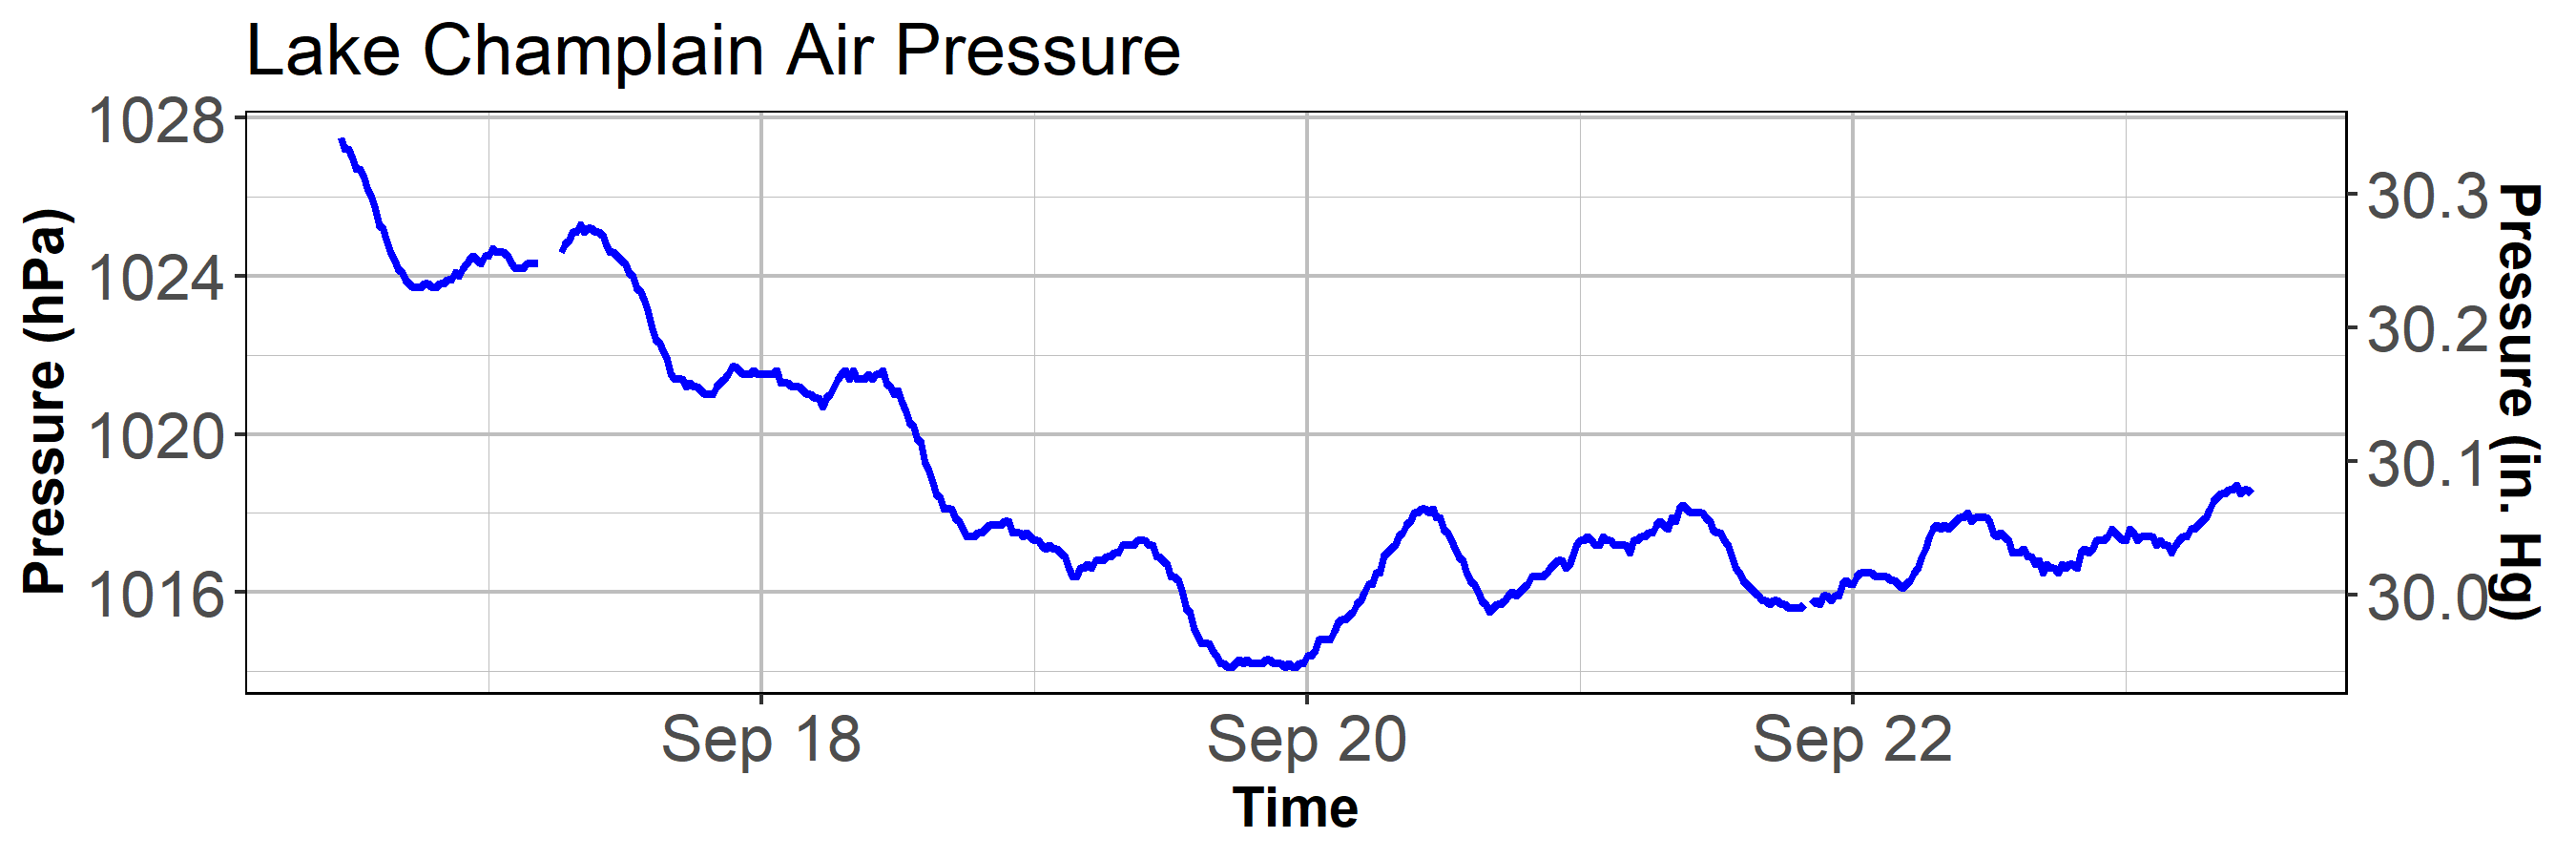 Lake Champlain Air Pressure
1028
1024
1020
1016
Pressure (hPa)
30.3
30.2
30.1
30.0
Pressure (in. Hg)
Sep 18
Sep 20
Sep 22
Time